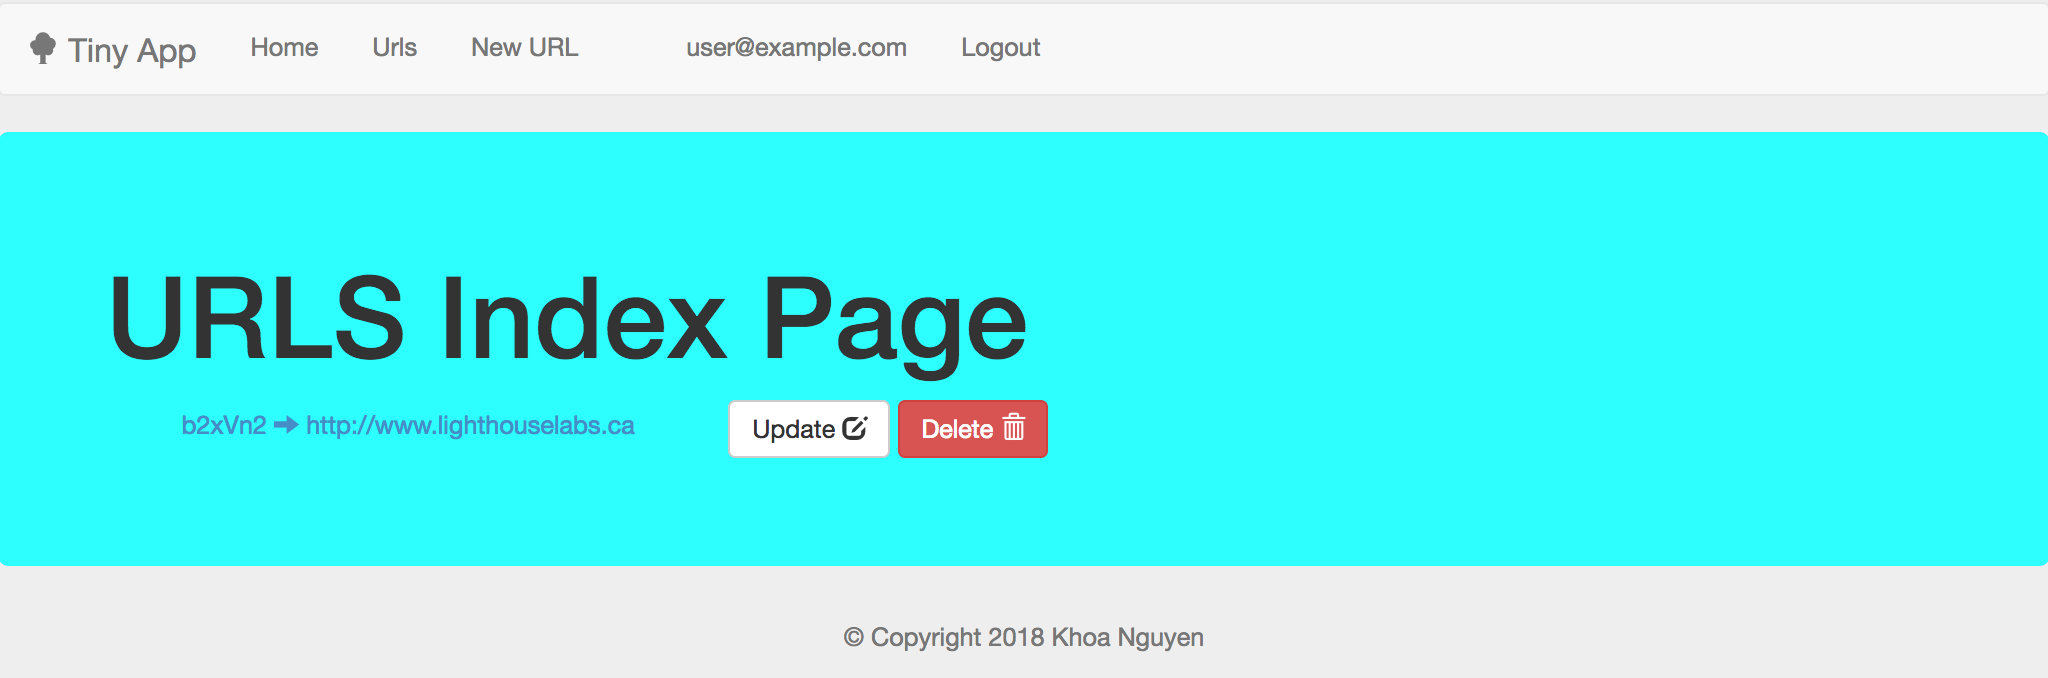 Tiny App Home Urls New URL user@example.com Logout
URLS Index Page
b2xVn2 http://www.lighthouselabs.ca Update Delete
© Copyright 2018 Khoa Nguyen